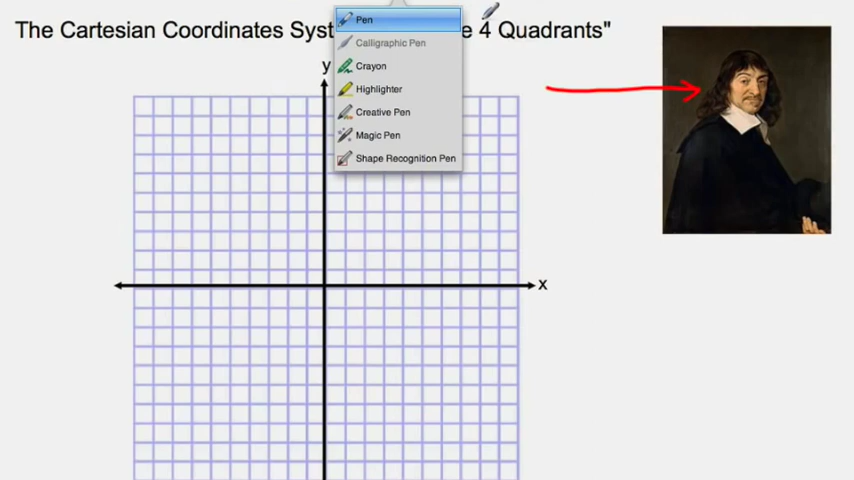 The Cartesian Coordinates Syst e 4 Quadrants"
Pen
Calligraphic Pen
Crayon
Highlighter
Creative Pen
Magic Pen
Shape Recognition Pen
y
x